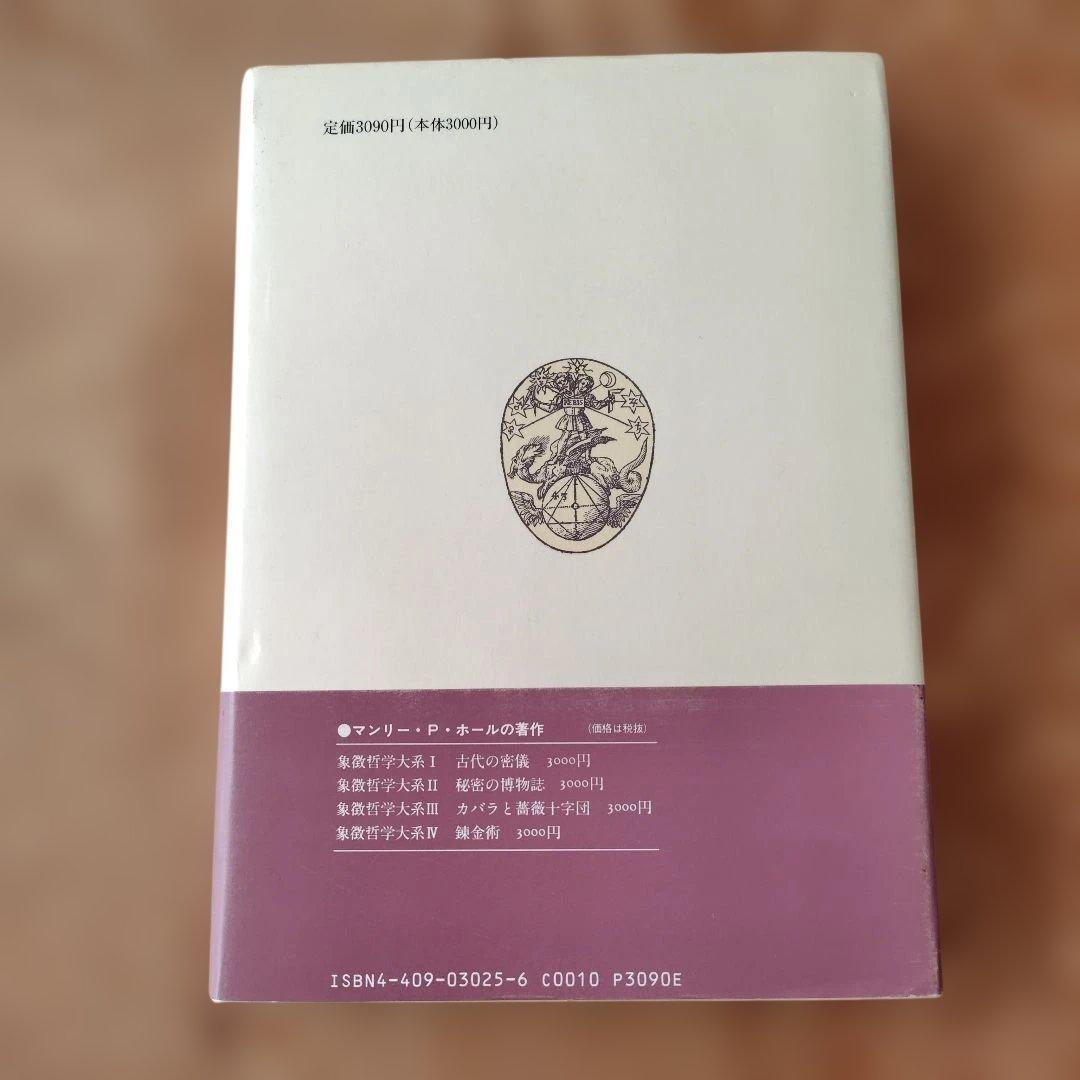 定価3090円(本体3000円)
REBIS
●マンリー・P・ホールの著作 (価格は税抜)
象徴哲学大系Ⅰ 古代の密儀 3000円
象徴哲学大系Ⅱ 秘密の博物誌 3000円
象徴哲学大系Ⅲ カバラと薔薇十字団 3000円
象徴哲学大系Ⅳ 錬金術 3000円
ISBN4-409-03025-6 C0010 P3090E